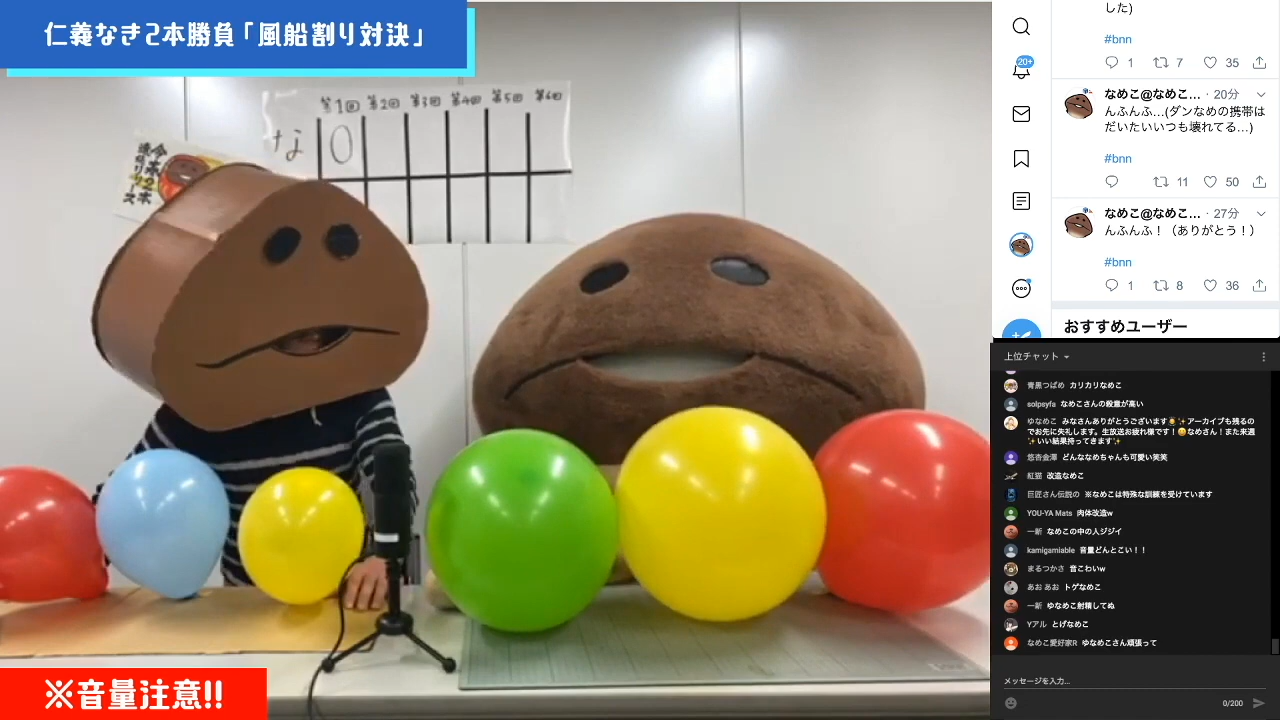 仁義なき2本勝負「風船割り対決」
第1回 第2回 第3回 第4回 第5回 第6回
な 0
※音量注意!!
した)
#bnn
1 7 35
20+
なめこ@なめこ... · 20分
んふんふ…(ダンなめの携帯はだいたいいつも壊れてる…)
#bnn
11 50
なめこ@なめこ... · 27分
んふんふ！（ありがとう！）
#bnn
1 8 36
おすすめユーザー
上位チャット
青黒つばめ カリカリなめこ
solpsyfa なめこさんの殺意が高い
ゆなめこ みなさんありがとうございます🙇✨アーカイブも残るの
でお先に失礼します。生放送お疲れ様です！😄なめさん！また来週
✨いい結果持ってきます✨
悠杏金澤 どんななめちゃんも可愛い笑笑
紅猫 改造なめこ
巨匠さん伝説の ※なめこは特殊な訓練を受けています
YOU-YA Mats 肉体改造w
一新 なめこの中の人ジジイ
kamigamiable 音量どんとこい！！
まるつかさ 音こわいw
あお あお トゲなめこ
一新 ゆなめこ射精してぬ
Yアル とげなめこ
なめこ愛好家R ゆなめこさん頑張って
メッセージを入力...
0/200